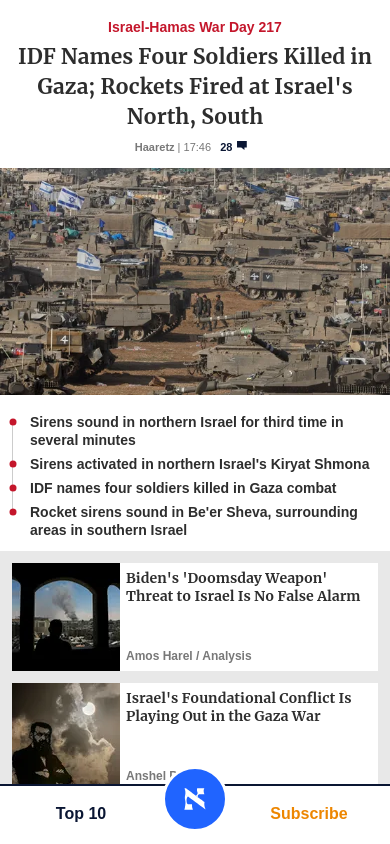 Israel-Hamas War Day 217
IDF Names Four Soldiers Killed in
Gaza; Rockets Fired at Israel's
North, South
Haaretz | 17:46 28
Sirens sound in northern Israel for third time in
several minutes
Sirens activated in northern Israel's Kiryat Shmona
IDF names four soldiers killed in Gaza combat
Rocket sirens sound in Be'er Sheva, surrounding
areas in southern Israel
Biden's 'Doomsday Weapon'
Threat to Israel Is No False Alarm
Amos Harel / Analysis
Israel's Foundational Conflict Is
Playing Out in the Gaza War
Anshel
Top 10
Subscribe